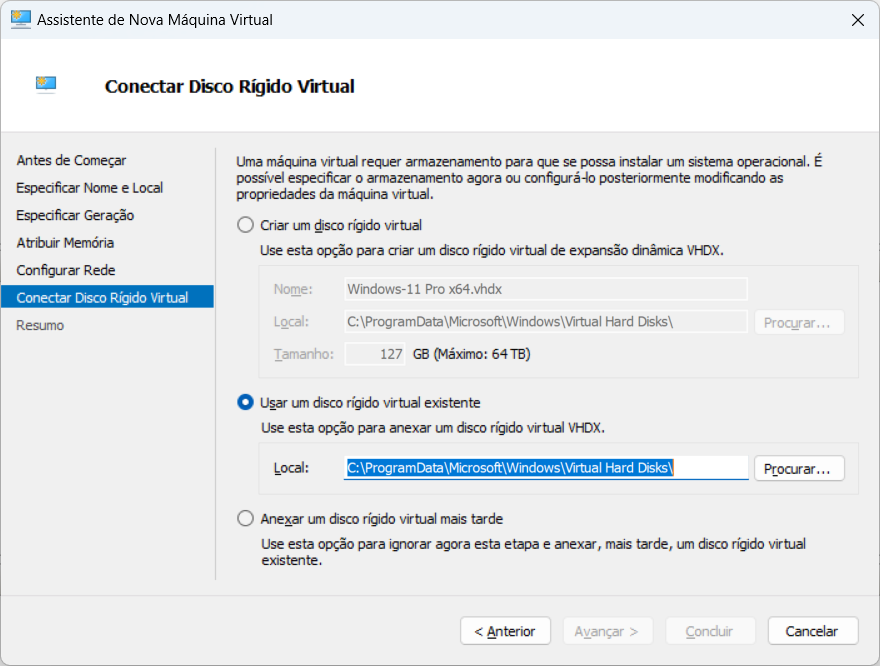 Assistente de Nova Máquina Virtual
Conectar Disco Rígido Virtual
Antes de Começar
Especificar Nome e Local
Especificar Geração
Atribuir Memória
Configurar Rede
Conectar Disco Rígido Virtual
Resumo
Uma máquina virtual requer armazenamento para que se possa instalar um sistema operacional. É
possível especificar o armazenamento agora ou configurá-lo posteriormente modificando as
propriedades da máquina virtual.
Criar um disco rígido virtual
Use esta opção para criar um disco rígido virtual de expansão dinâmica VHDX.
Nome: Windows-11 Pro x64.vhdx
Local: C:\ProgramData\Microsoft\Windows\Virtual Hard Disks\ Procurar...
Tamanho: 127 GB (Máximo: 64 TB)
Usar um disco rígido virtual existente
Use esta opção para anexar um disco rígido virtual VHDX.
Local: C:\ProgramData\Microsoft\Windows\Virtual Hard Disks\ Procurar...
Anexar um disco rígido virtual mais tarde
Use esta opção para ignorar agora esta etapa e anexar, mais tarde, um disco rígido virtual
existente.
< Anterior Avançar > Concluir Cancelar